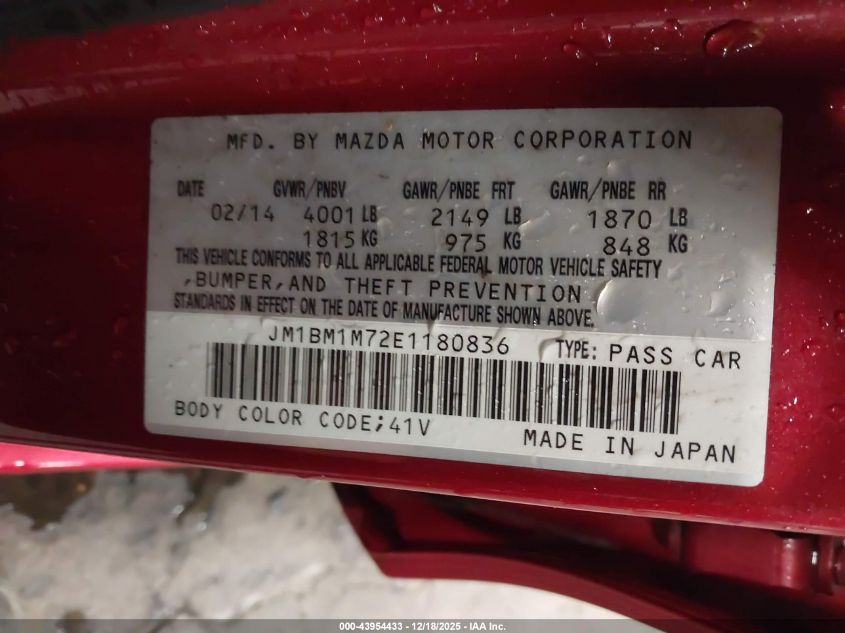 MFD. BY MAZDA MOTOR CORPORATION
DATE GVWR/PNBV GAWR/PNBE FRT GAWR/PNBE RR
02/14 4001 LB 2149 LB 1870 LB
1815 KG 975 KG 848 KG
THIS VEHICLE CONFORMS TO ALL APPLICABLE FEDERAL MOTOR VEHICLE SAFETY
,BUMPER,AND THEFT PREVENTION
STANDARDS IN EFFECT ON THE DATE OF MANUFACTURE SHOWN ABOVE.
JM1BM1M72E1180836 TYPE: PASS CAR
BODY COLOR CODE;41V
MADE IN JAPAN
000-43954433 - 12/18/2025 - IAA Inc.